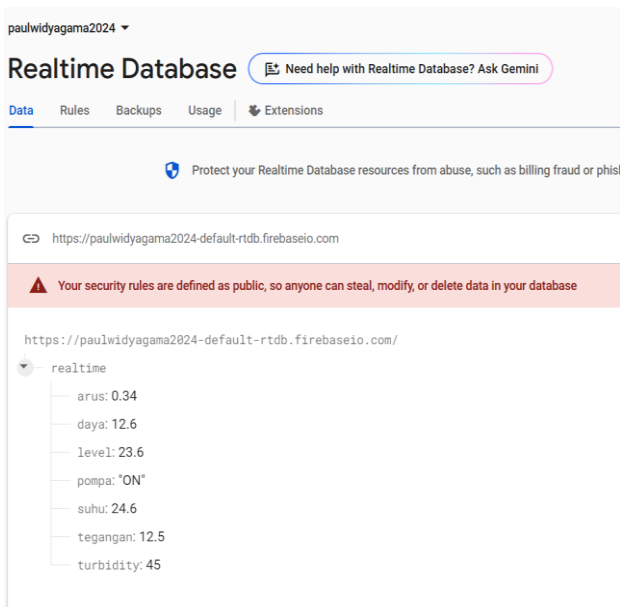 paulwidyagama2024
Realtime Database
Need help with Realtime Database? Ask Gemini
Data Rules Backups Usage Extensions
Protect your Realtime Database resources from abuse, such as billing fraud or phis
https://paulwidyagama2024-default-rtdb.firebaseio.com
Your security rules are defined as public, so anyone can steal, modify, or delete data in your database
https://paulwidyagama2024-default-rtdb.firebaseio.com/
realtime
arus: 0.34
daya: 12.6
level: 23.6
pompa: "ON"
suhu: 24.6
tegangan: 12.5
turbidity: 45